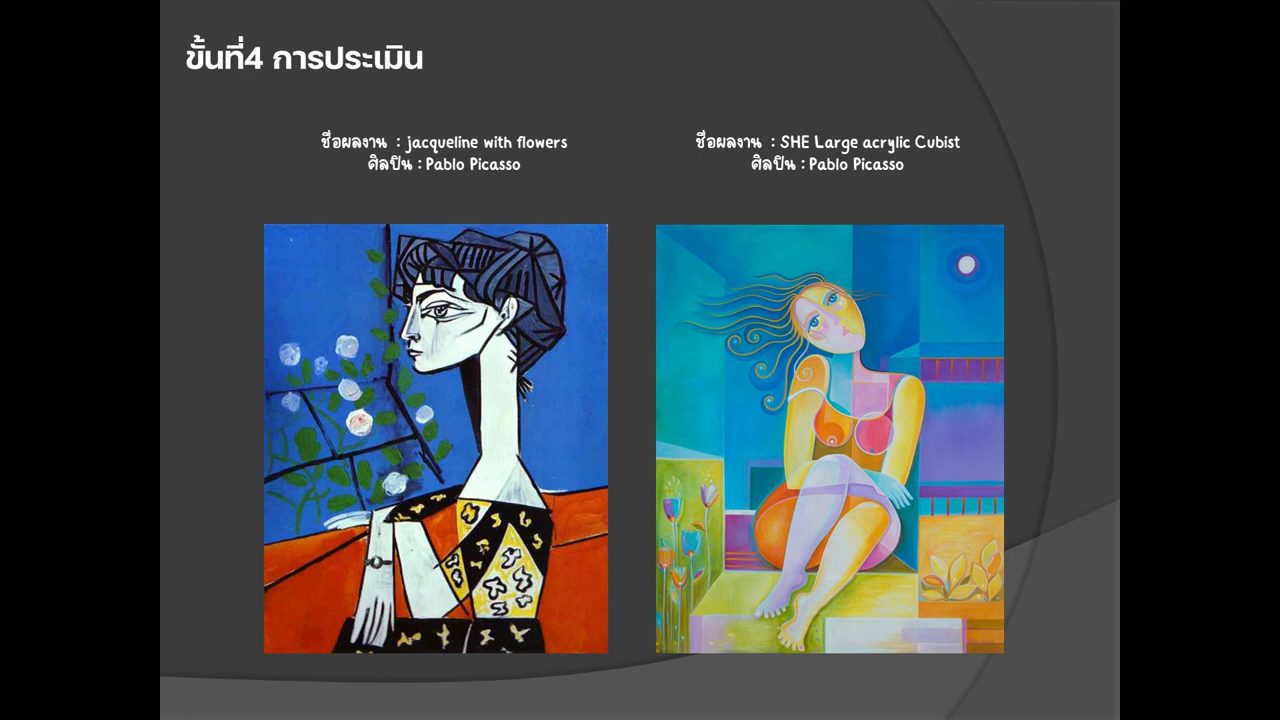 ขั้นที่4 การประเมิน
ชื่อผลงาน : jacqueline with flowers
ศิลปิน : Pablo Picasso
ชื่อผลงาน : SHE Large acrylic Cubist
ศิลปิน : Pablo Picasso